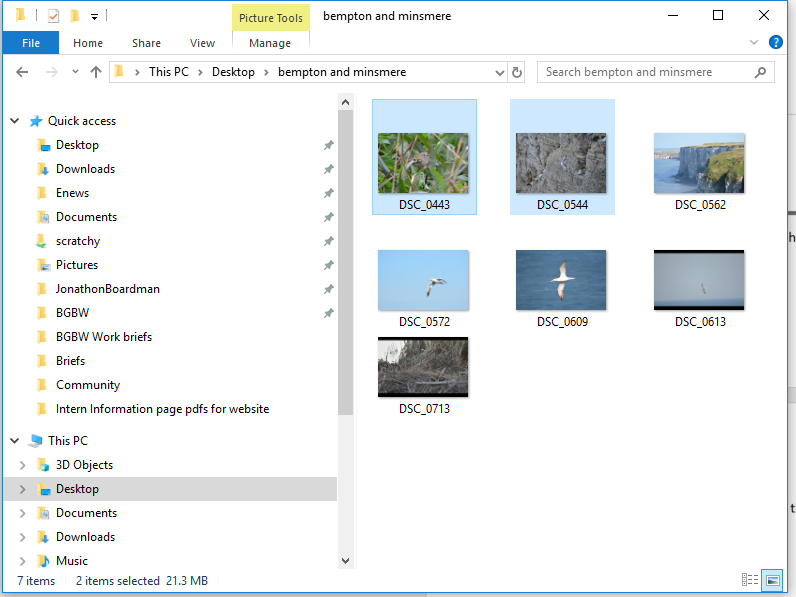 Picture Tools
bempton and minsmere
File
Home
Share
View
Manage
This PC
Desktop
bempton and minsmere
Search bempton and minsmere
Quick access
Desktop
Downloads
Enews
Documents
scratchy
Pictures
JonathonBoardman
BGBW
BGBW Work briefs
Briefs
Community
Intern Information page pdfs for website
This PC
3D Objects
Desktop
Documents
Downloads
Music
DSC_0443
DSC_0544
DSC_0562
DSC_0572
DSC_0609
DSC_0613
DSC_0713
7 items
2 items selected 21.3 MB
h
t